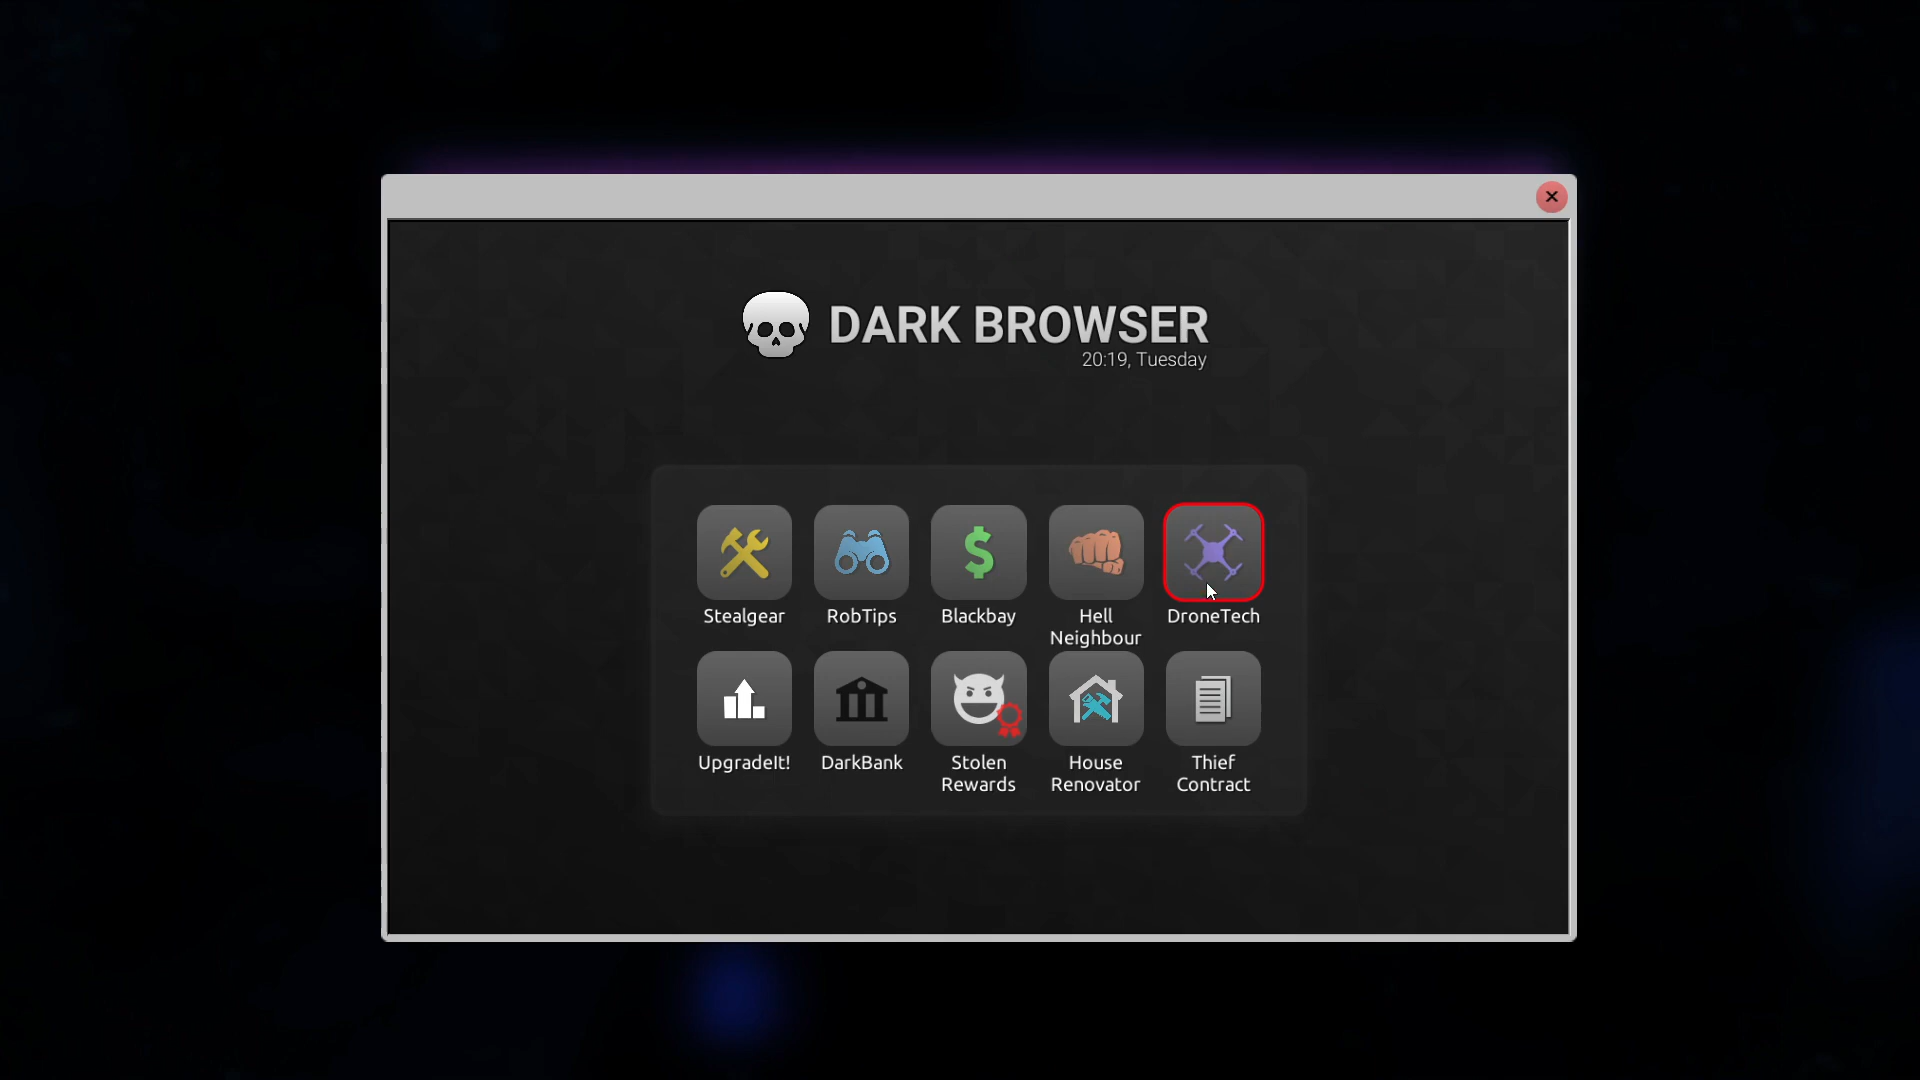 DARK BROWSER
20:19, Tuesday
Stealgear
RobTips
Blackbay
Hell
Neighbour
DroneTech
UpgradeIt!
DarkBank
Stolen
Rewards
House
Renovator
Thief
Contract